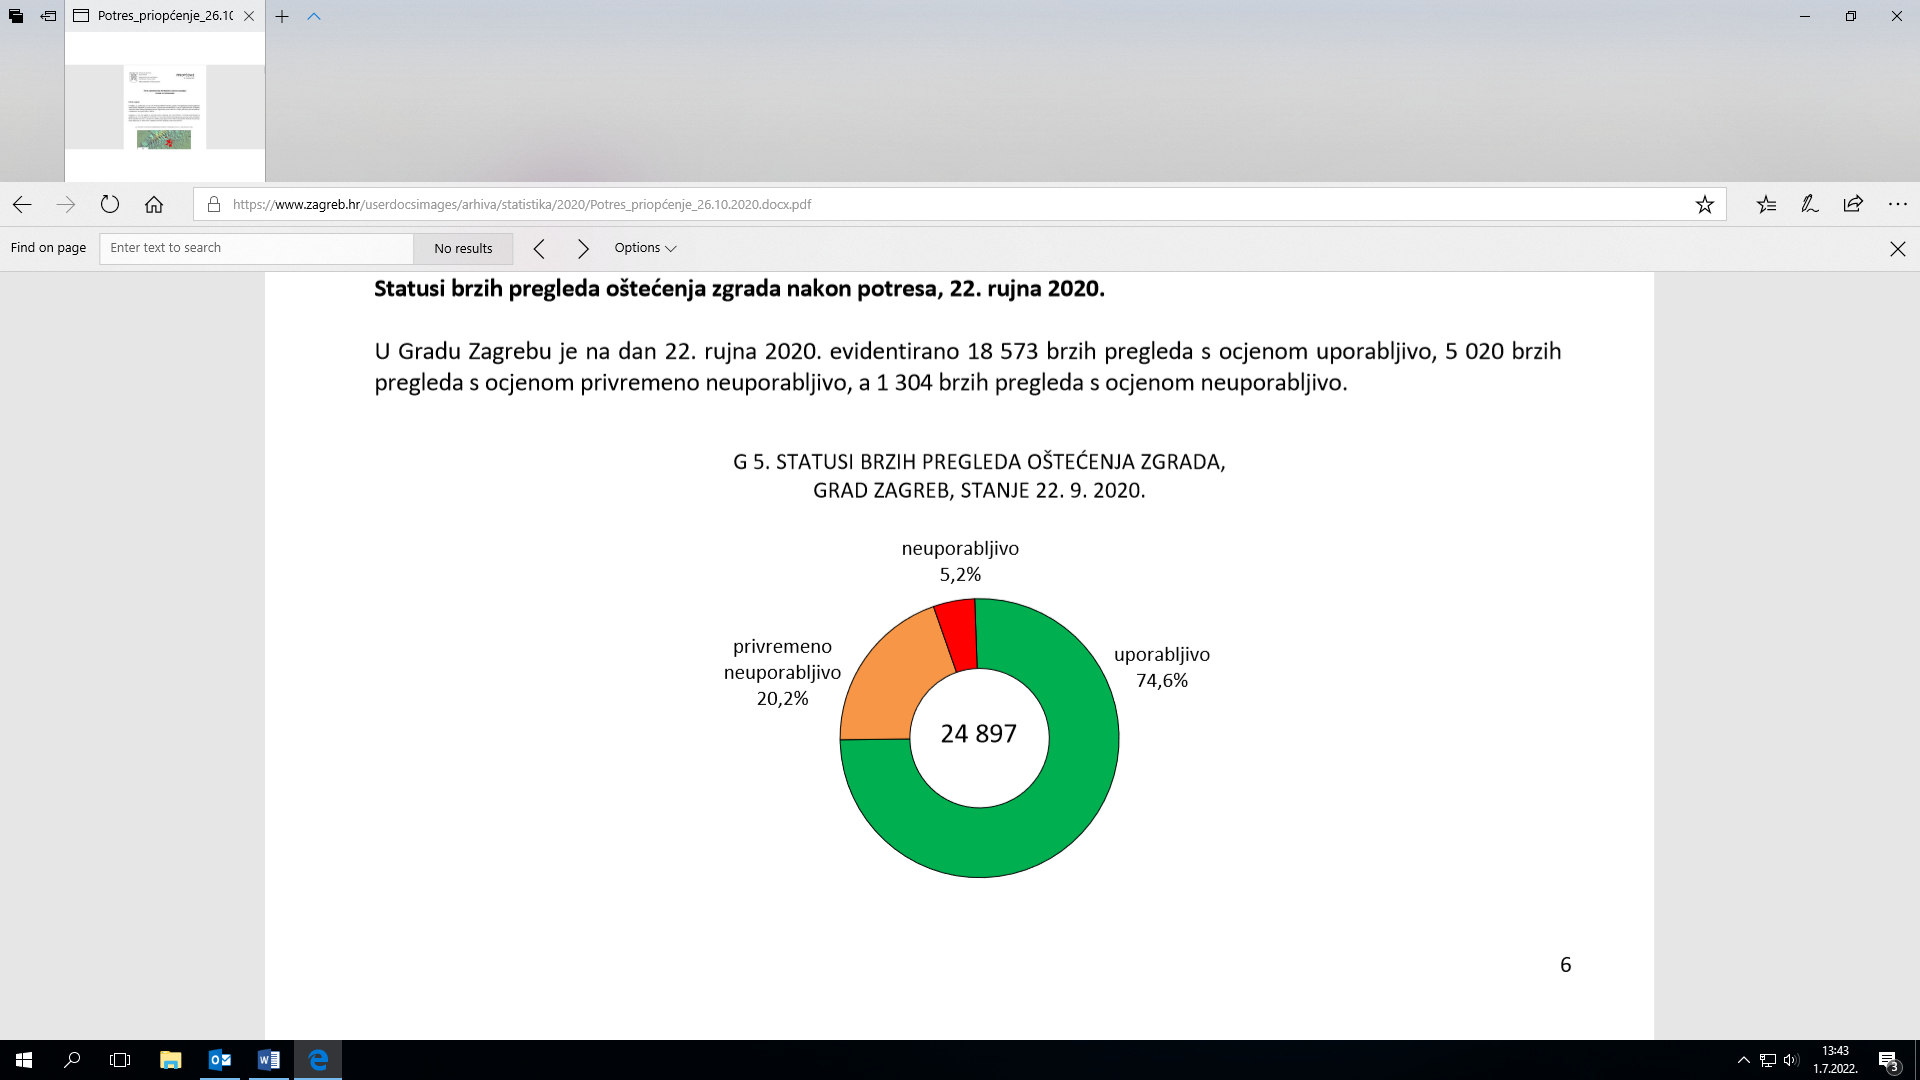 Potres_priopćenje_26.10
https://www.zagreb.hr/userdocsimages/arhiva/statistika/2020/Potres_priopćenje_26.10.2020.docx.pdf
Find on page
Enter text to search
No results
Options
Statusi brzih pregleda oštećenja zgrada nakon potresa, 22. rujna 2020.
U Gradu Zagrebu je na dan 22. rujna 2020. evidentirano 18 573 brzih pregleda s ocjenom uporabljivo, 5 020 brzih
pregleda s ocjenom privremeno neuporabljivo, a 1 304 brzih pregleda s ocjenom neuporabljivo.
G 5. STATUSI BRZIH PREGLEDA OŠTEĆENJA ZGRADA,
GRAD ZAGREB, STANJE 22. 9. 2020.
neuporabljivo
5,2%
privremeno
neuporabljivo
20,2%
uporabljivo
74,6%
24 897
6
13:43
1.7.2022.
3